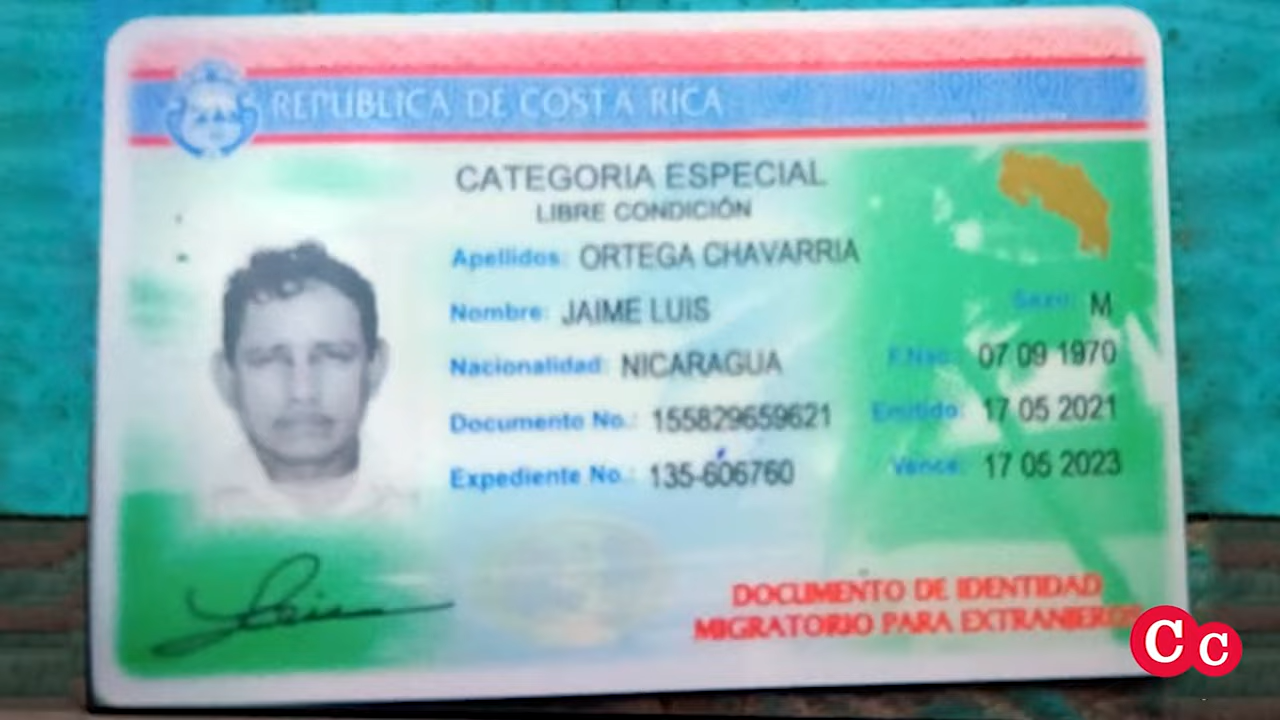 REPÚBLICA DE COSTA RICA
CATEGORIA ESPECIAL
LIBRE CONDICIÓN
Apellidos: ORTEGA CHAVARRIA
Nombre: JAIME LUIS Sexo: M
Nacionalidad: NICARAGUA F.Nac: 07 09 1970
Documento No.: 155829659621 Emitido: 17 05 2021
Expediente No.: 135-606760 Vence: 17 05 2023
Luis
DOCUMENTO DE IDENTIDAD
MIGRATORIO PARA EXTRANJEROS
Cc